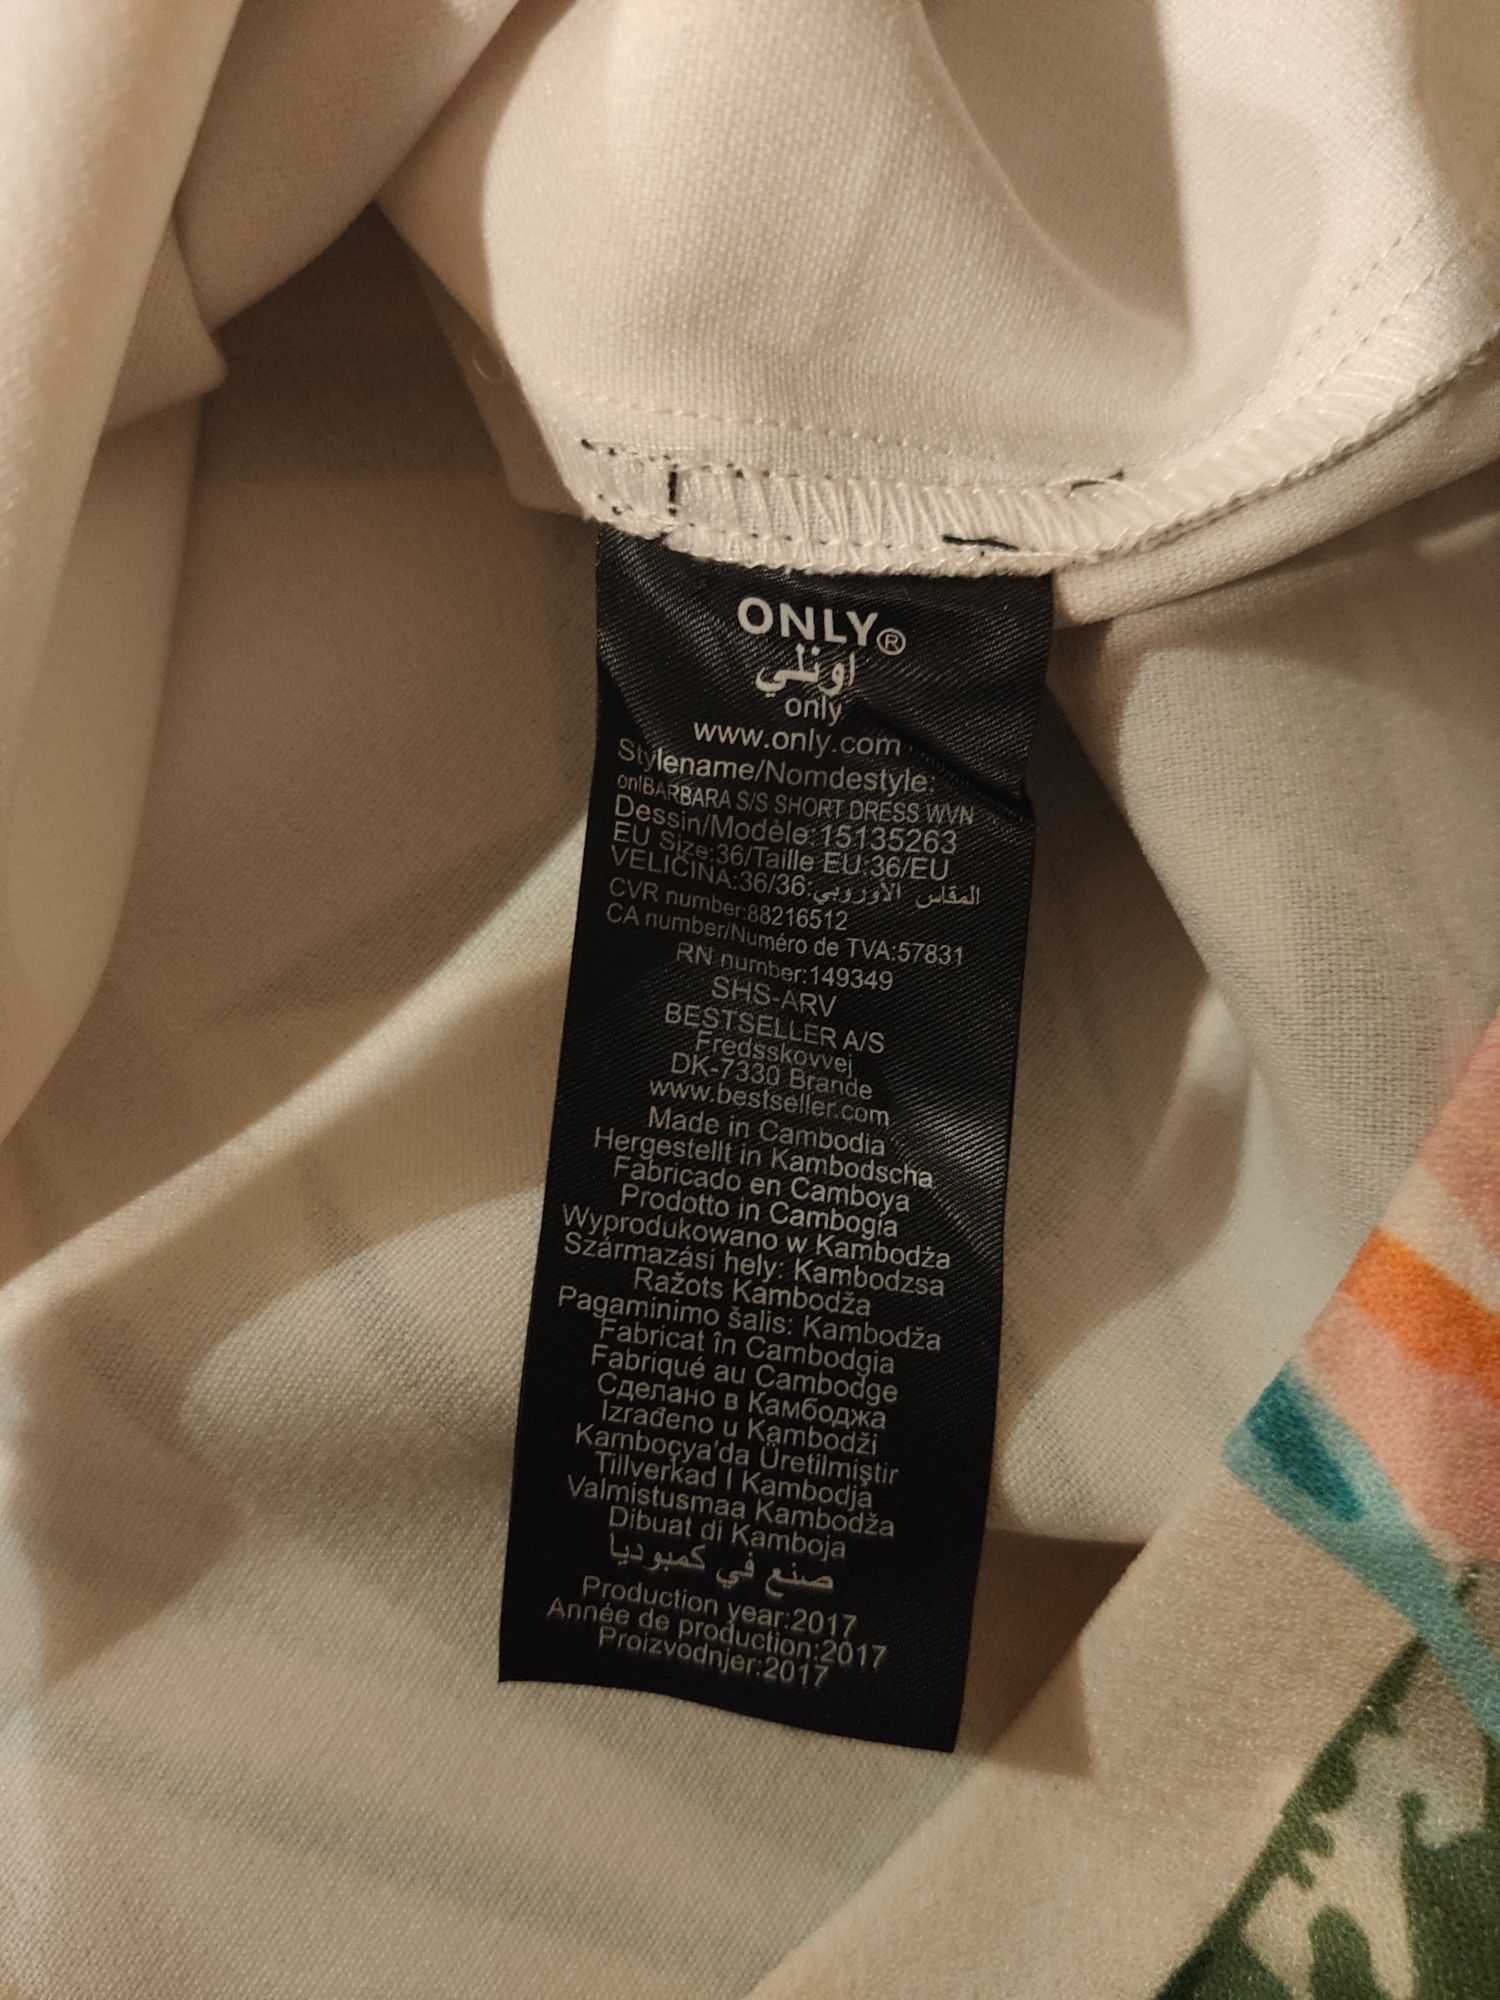 ONLY®
اونلي
only
www.only.com
Stylename/Nomdestyle:
onlBARBARA S/S SHORT DRESS WVN
Dessin/Modèle:15135263
EU Size:36/Taille EU:36/EU
VELIČINA:36/36:المقاس الأوروبي
CVR number:88216512
CA number/Numéro de TVA:57831
RN number:149349
SHS-ARV
BESTSELLER A/S
Fredsskovvej
DK-7330 Brande
www.bestseller.com
Made in Cambodia
Hergestellt in Kambodscha
Fabricado en Camboya
Prodotto in Cambogia
Wyprodukowano w Kambodża
Származási hely: Kambodzsa
Ražots Kambodža
Pagaminimo šalis: Kambodža
Fabricat în Cambodgia
Fabriqué au Cambodge
Сделано в Камбоджа
Izrađeno u Kambodži
Kamboçya'da Üretilmiştir
Tillverkad I Kambodja
Valmistusmaa Kambodža
Dibuat di Kamboja
صنع في كمبوديا
Production year:2017
Année de production:2017
Proizvodnjer:2017